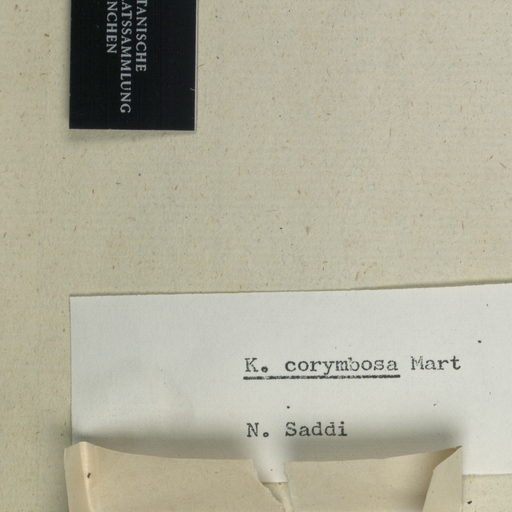 TANISCHE
ATSSAMMLUNG
NCHEN
K. corymbosa Mart
N. Saddi